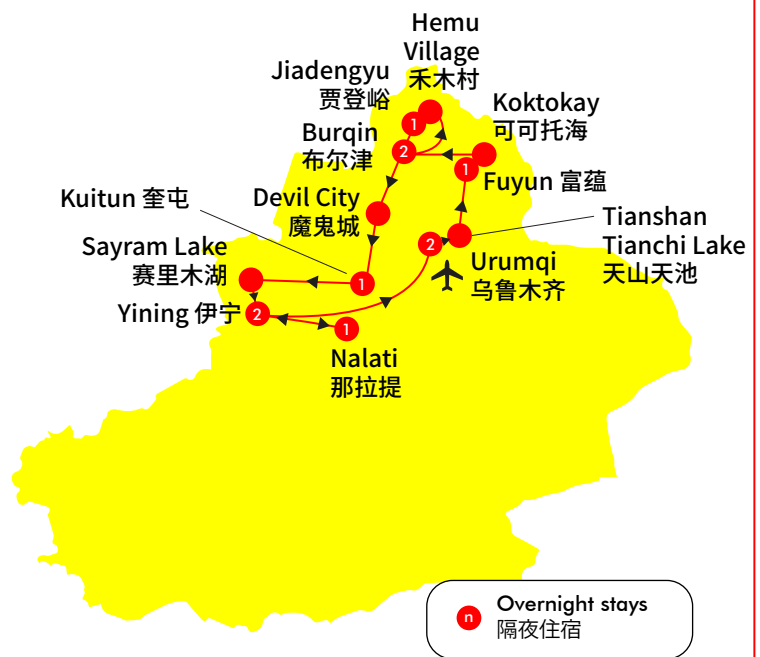 Hemu
Village
禾木村
Jiadengyu
贾登峪
Koktokay
可可托海
1
Burqin
布尔津
2
1
Fuyun 富蕴
Kuitun 奎屯
Devil City
魔鬼城
Tianshan
Tianchi Lake
天山天池
Sayram Lake
赛里木湖
2
Urumqi
乌鲁木齐
1
Yining 伊宁
2
1
Nalati
那拉提
n
Overnight stays
隔夜住宿